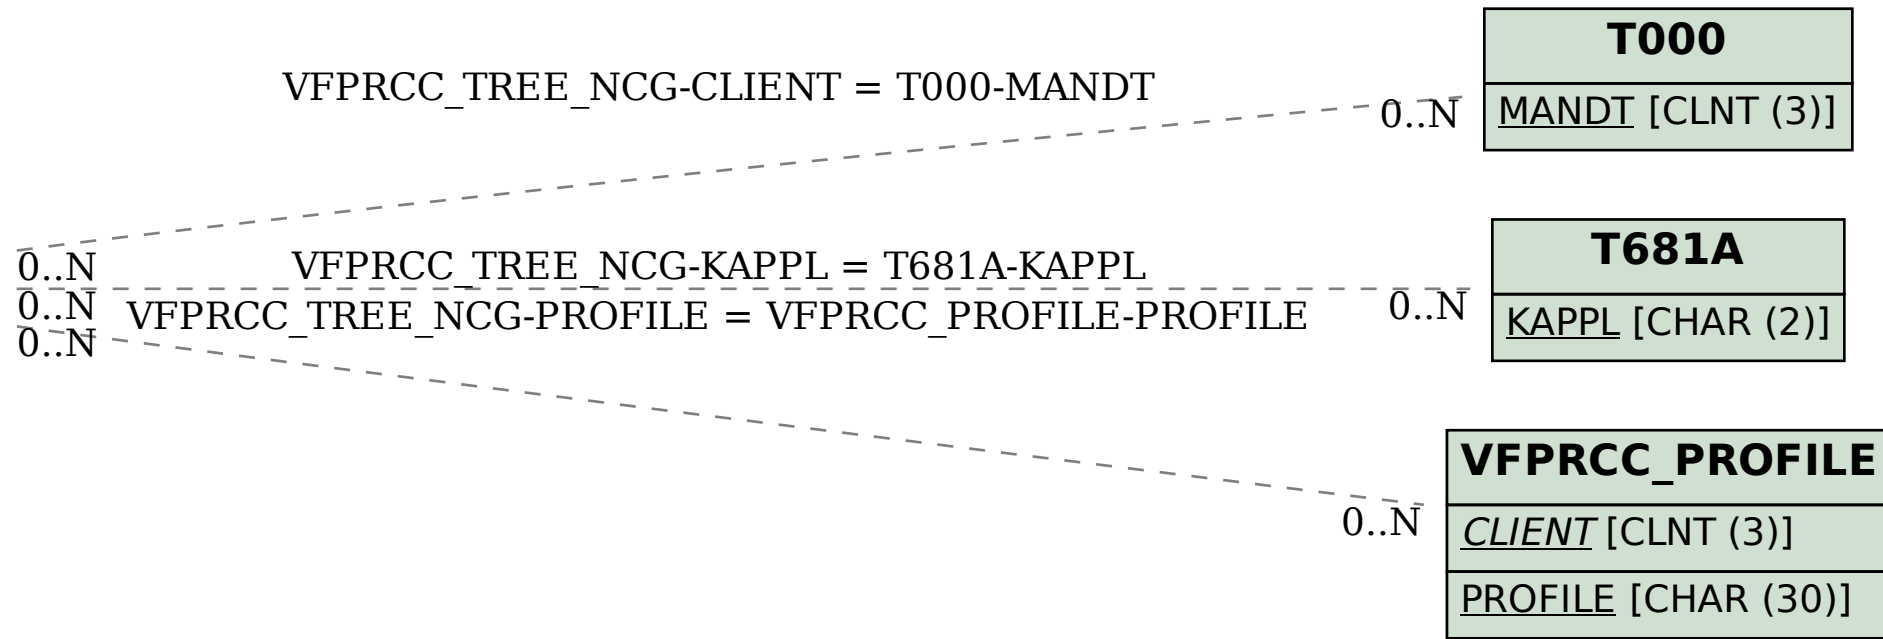 T000
VFPRCC_TREE_NCG-CLIENT = T000-MANDT
0..N
MANDT [CLNT (3)]
T681A
0..N
VFPRCC_TREE_NCG-KAPPL = T681A-KAPPL
0..N
VFPRCC_TREE_NCG-PROFILE = VFPRCC_PROFILE-PROFILE
0..N
KAPPL [CHAR (2)]
0..N
VFPRCC_PROFILE
0..N
CLIENT [CLNT (3)]
PROFILE [CHAR (30)]